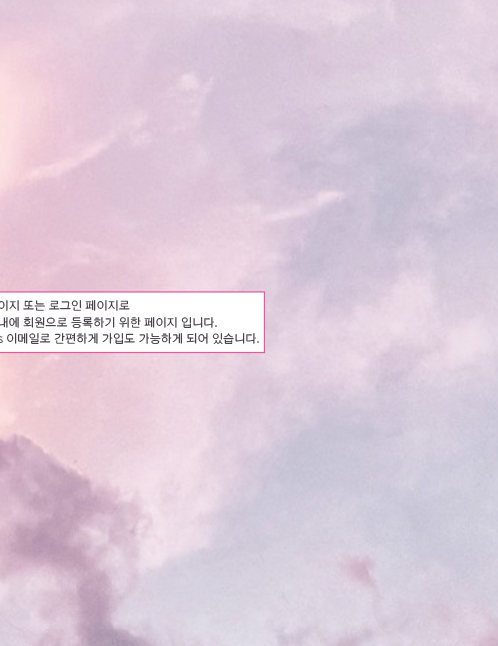 이지 또는 로그인 페이지로
내에 회원으로 등록하기 위한 페이지 입니다.
s 이메일로 간편하게 가입도 가능하게 되어 있습니다.